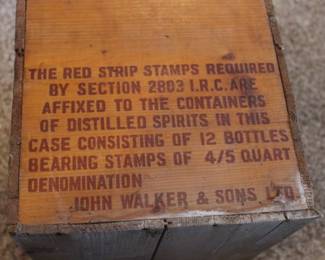 THE RED STRIP STAMPS REQUIRED
BY SECTION 2803 I.R.C. ARE
AFFIXED TO THE CONTAINERS
OF DISTILLED SPIRITS IN THIS
CASE CONSISTING OF 12 BOTTLES
BEARING STAMPS OF 4/5 QUART
DENOMINATION
JOHN WALKER & SONS, LTD.